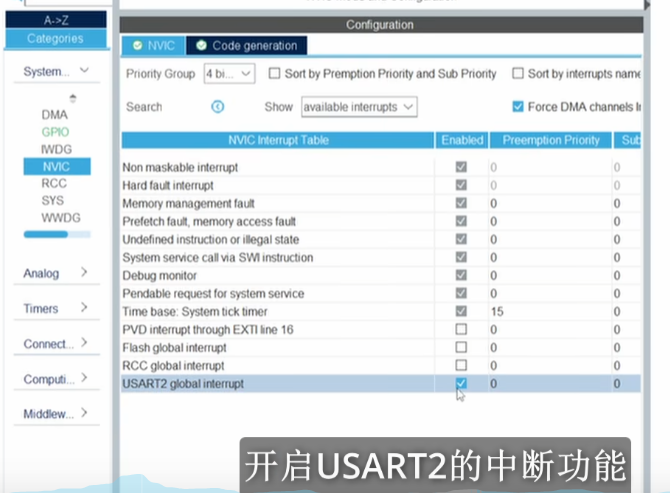 Configuration
A->Z
Categories
System...
DMA
GPIO
IWDG
NVIC
RCC
SYS
WWDG
Analog
Timers
Connect...
Computi...
Middlew...
NVIC
Code generation
Priority Group 4 bi... Sort by Premption Priority and Sub Priority Sort by interrupts name
Search Show available interrupts Force DMA channels I
NVIC Interrupt Table Enabled Preemption Priority Sub
Non maskable interrupt 0 0
Hard fault interrupt 0 0
Memory management fault 0 0
Prefetch fault, memory access fault 0 0
Undefined instruction or illegal state 0 0
System service call via SWI instruction 0 0
Debug monitor 0 0
Pendable request for system service 0 0
Time base: System tick timer 15 0
PVD interrupt through EXTI line 16 0 0
Flash global interrupt 0 0
RCC global interrupt 0 0
USART2 global interrupt 0 0
开启USART2的中断功能